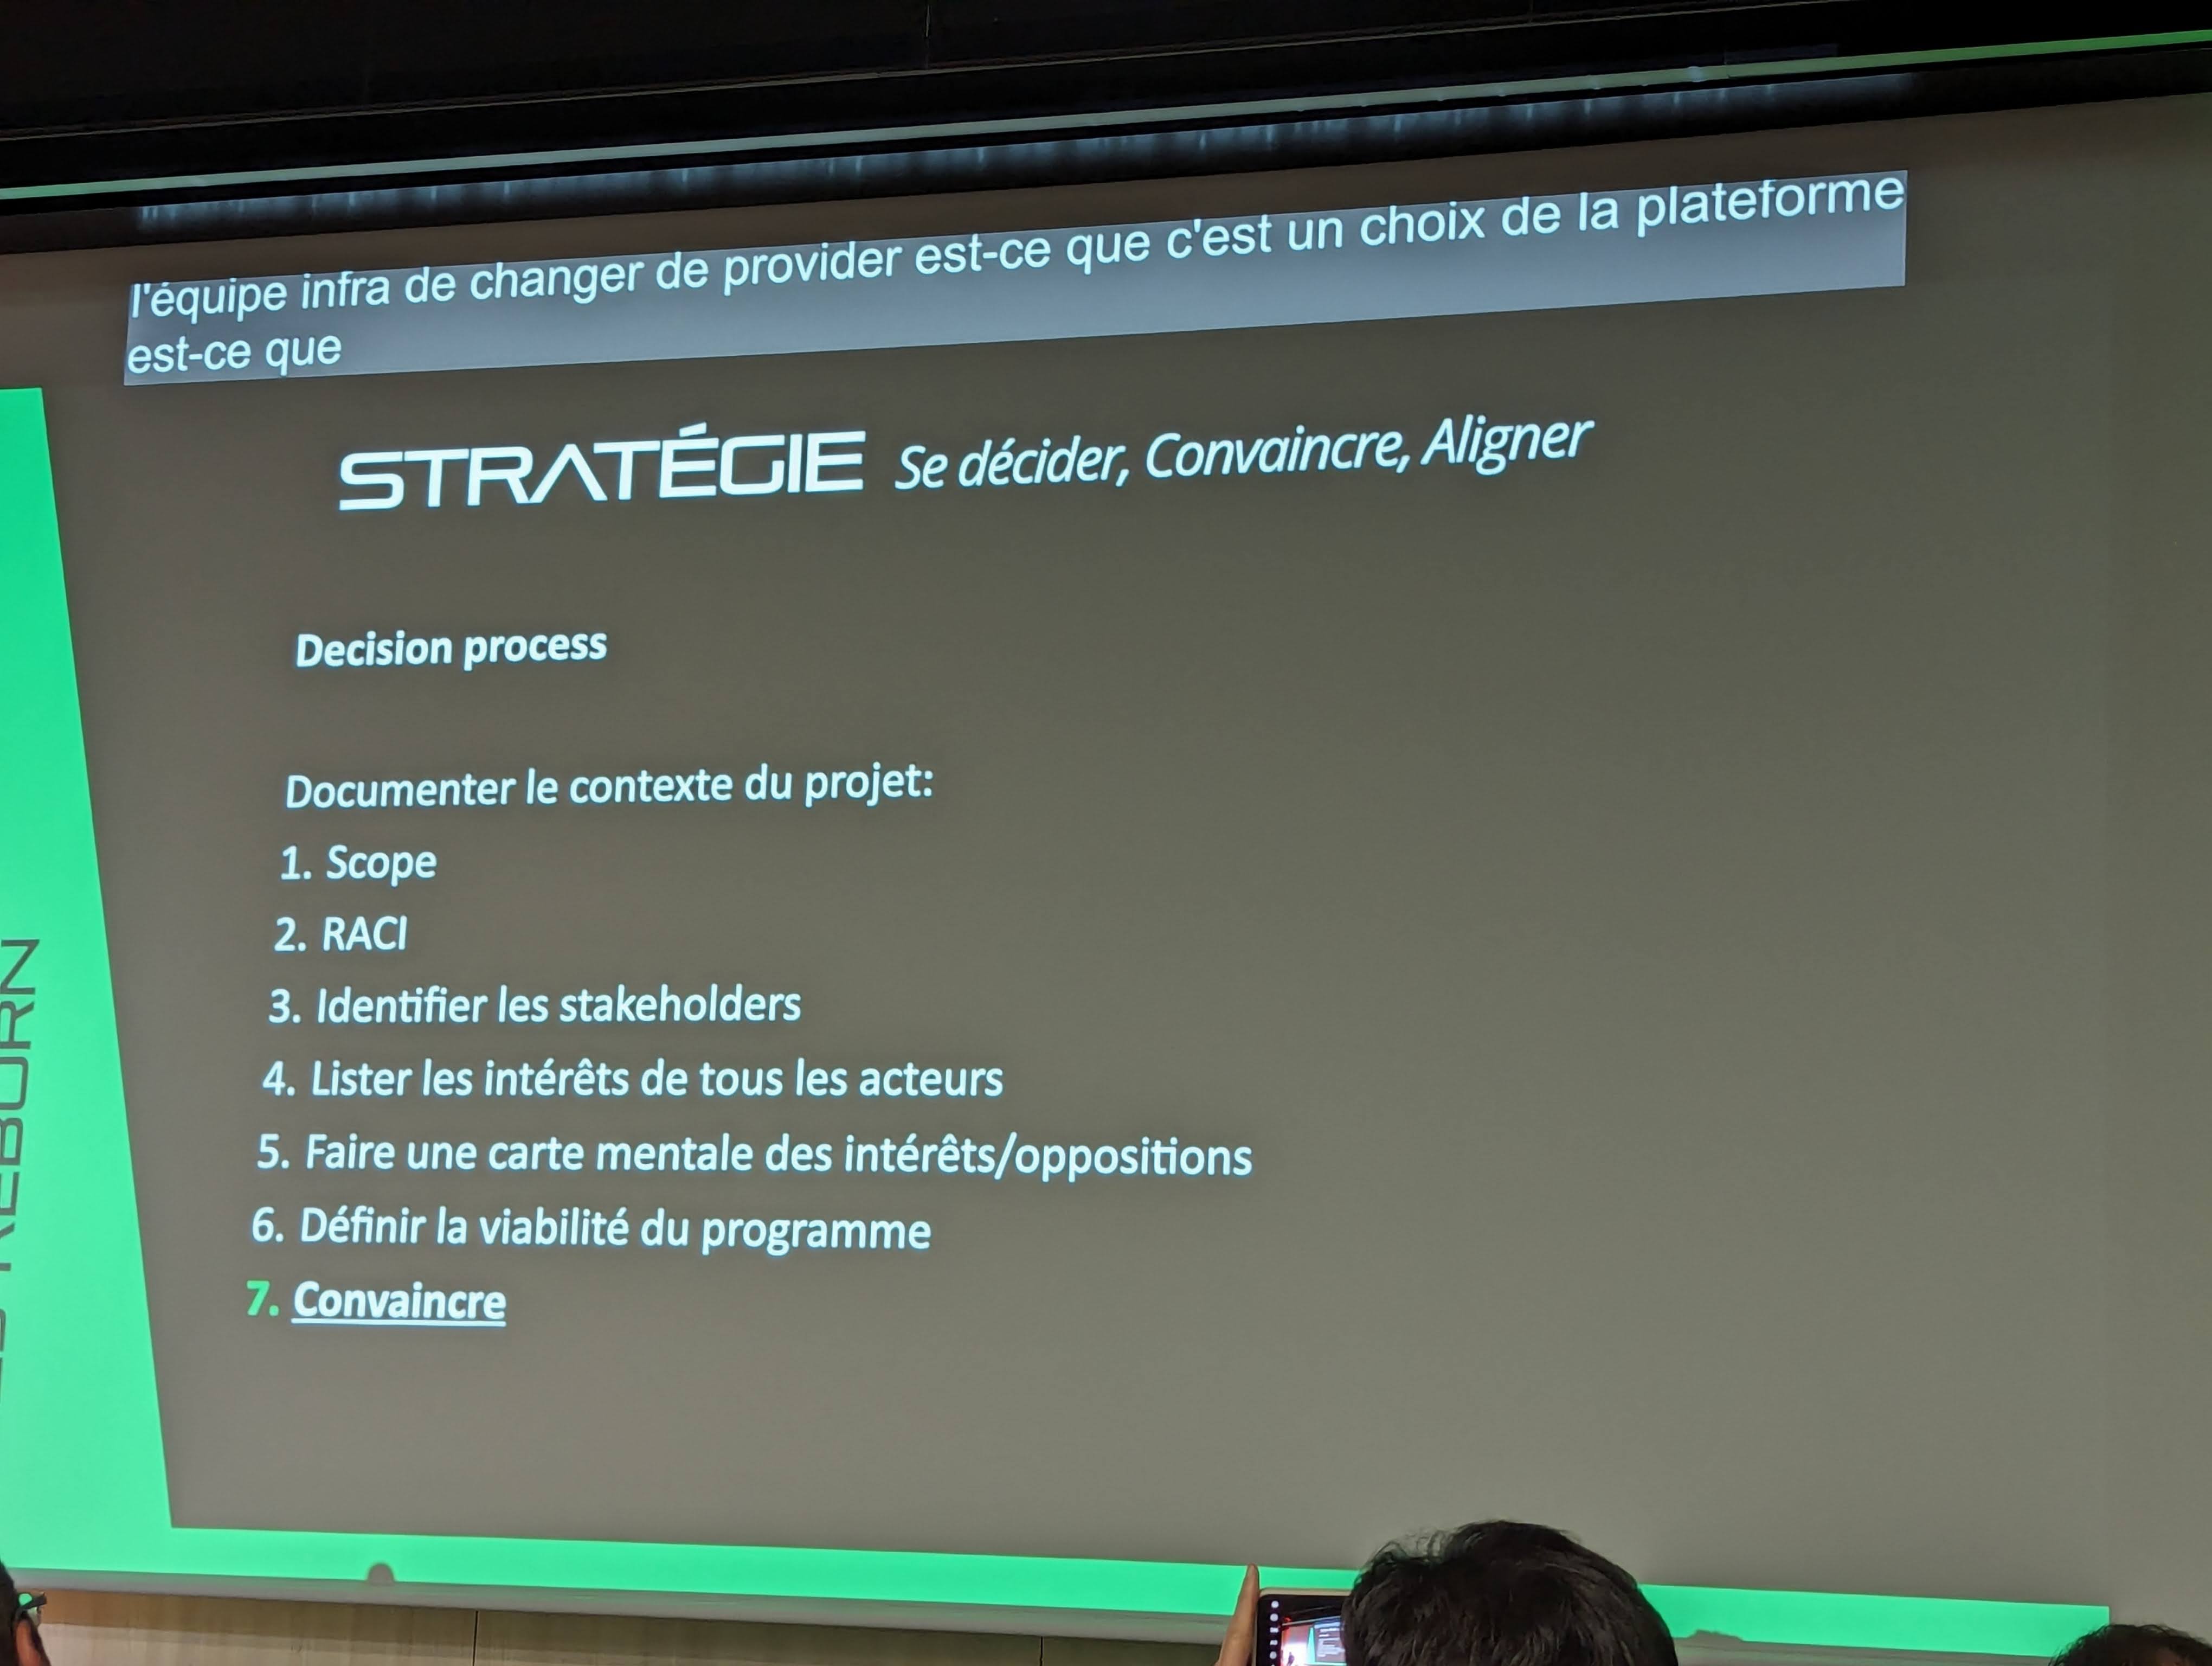 l'équipe infra de changer de provider est-ce que c'est un choix de la plateforme
est-ce que
STRATÉGIE Se décider, Convaincre, Aligner
Decision process
Documenter le contexte du projet:
1. Scope
2. RACI
3. Identifier les stakeholders
4. Lister les intérêts de tous les acteurs
5. Faire une carte mentale des intérêts/oppositions
6. Définir la viabilité du programme
7. Convaincre